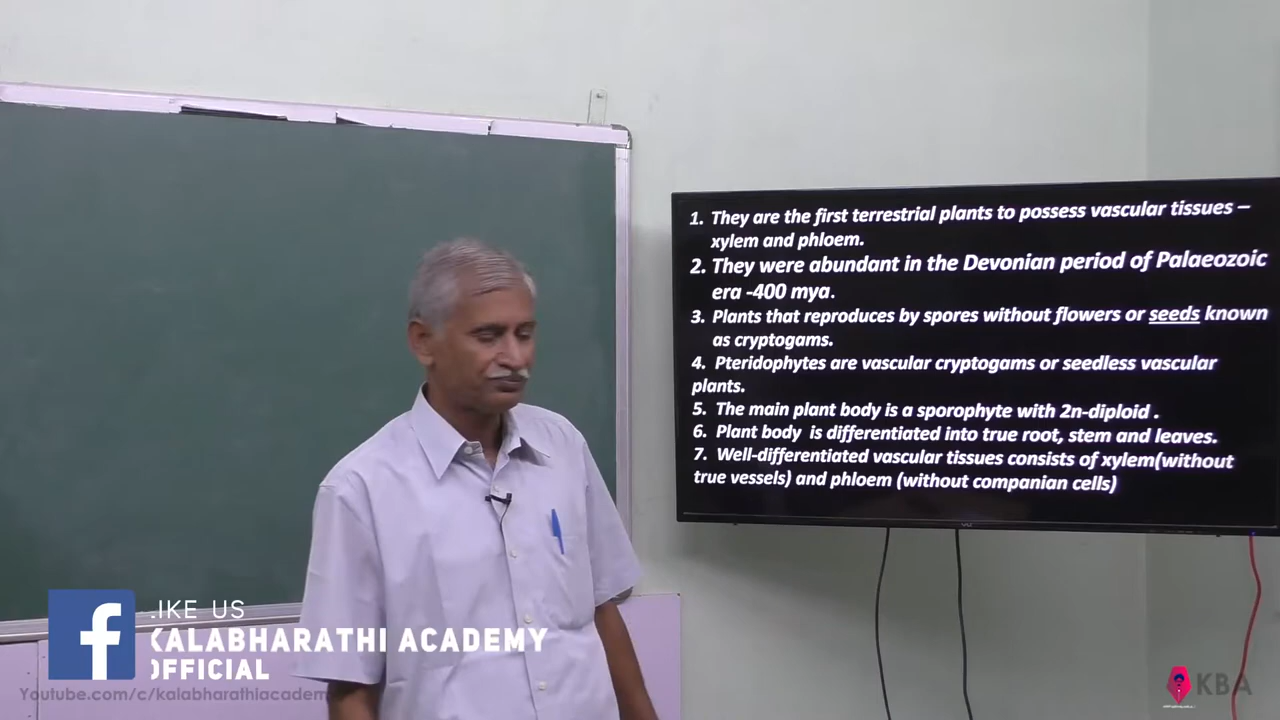 1. They are the first terrestrial plants to possess vascular tissues –
xylem and phloem.
2. They were abundant in the Devonian period of Palaeozoic
era -400 mya.
3. Plants that reproduces by spores without flowers or seeds known
as cryptogams.
4. Pteridophytes are vascular cryptogams or seedless vascular
plants.
5. The main plant body is a sporophyte with 2n-diploid .
6. Plant body is differentiated into true root, stem and leaves.
7. Well-differentiated vascular tissues consists of xylem(without
true vessels) and phloem (without companian cells)
f
LIKE US
KALABHARATHI ACADEMY
OFFICIAL
Youtube.com/c/kalabharathiacadem
KBA